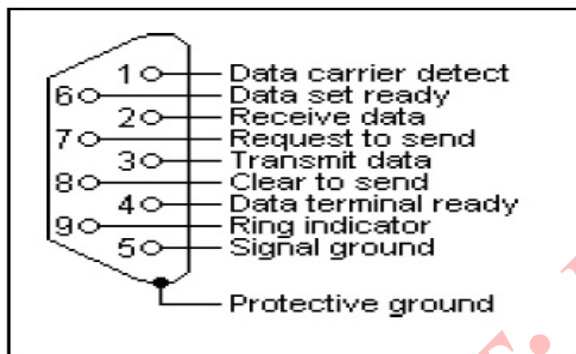 1 Data carrier detect
6 Data set ready
2 Receive data
7 Request to send
3 Transmit data
8 Clear to send
4 Data terminal ready
9 Ring indicator
5 Signal ground
Protective ground